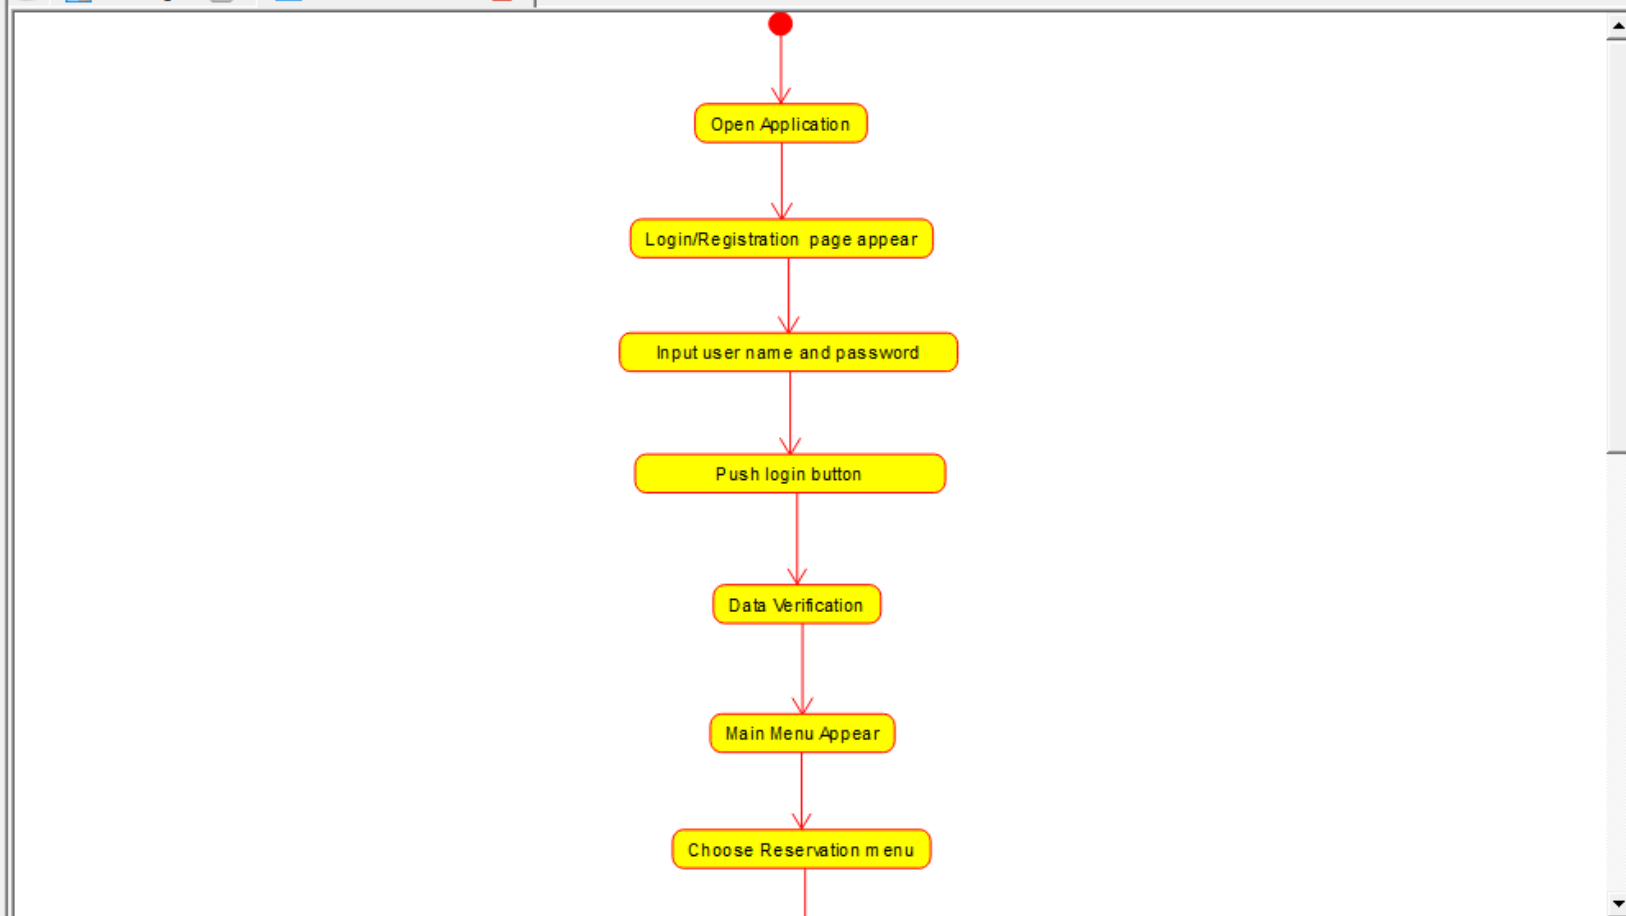 Open Application
Login/Registration page appear
Input user name and password
Push login button
Data Verification
Main Menu Appear
Choose Reservation menu